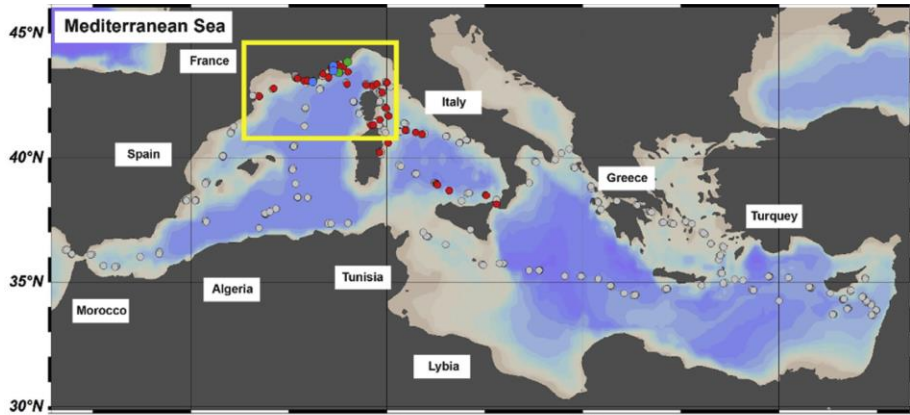 Mediterranean Sea
45°N
France
Italy
40°N
Spain
Greece
Turquey
35°N
Algeria
Tunisia
Morocco
Lybia
30°N